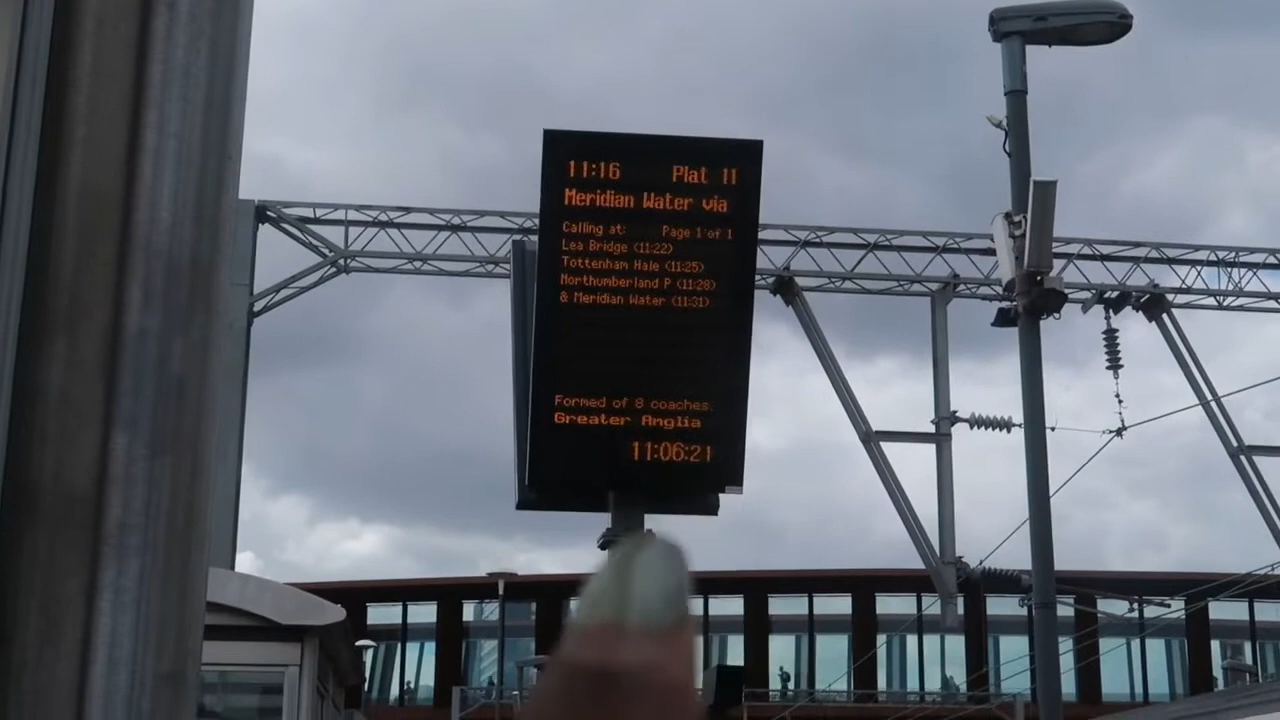 11:16 Plat 11
Meridian Water via
Calling at: Page 1 of 1
Lea Bridge (11:22)
Tottenham Hale (11:25)
Northumberland P (11:28)
& Meridian Water (11:31)
Formed of 8 coaches.
Greater Anglia
11:06:21